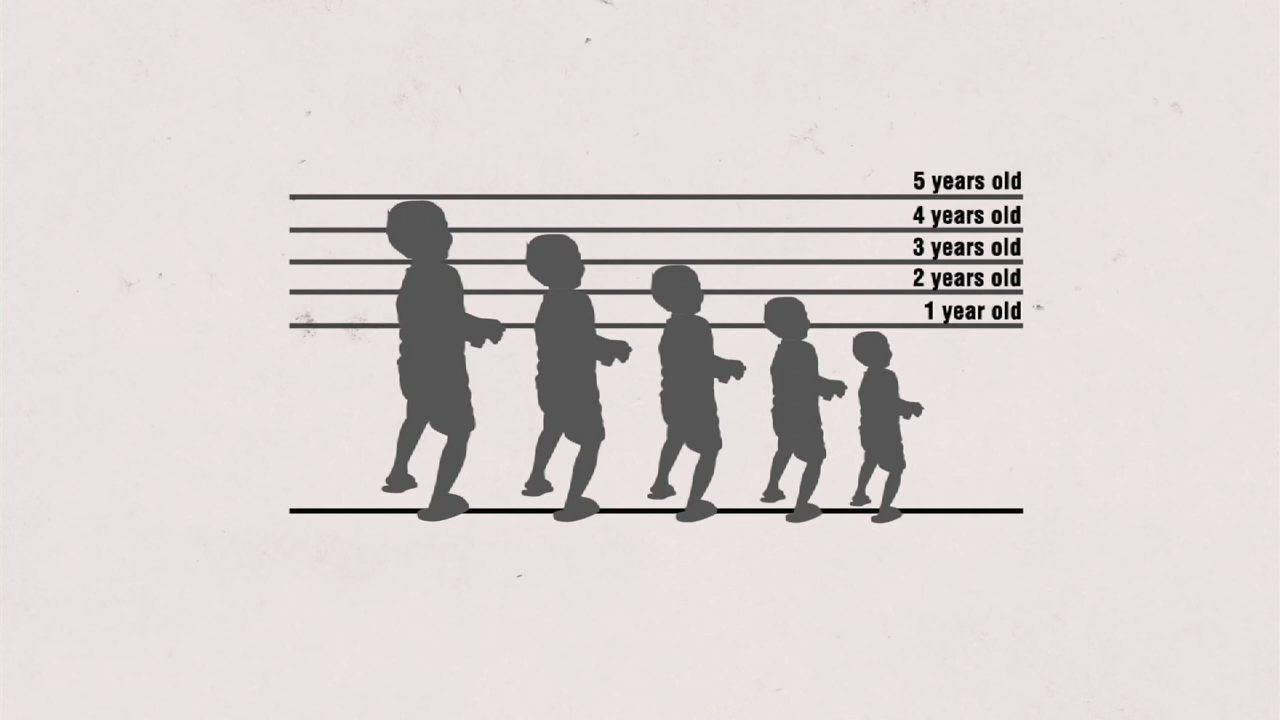 5 years old
4 years old
3 years old
2 years old
1 year old